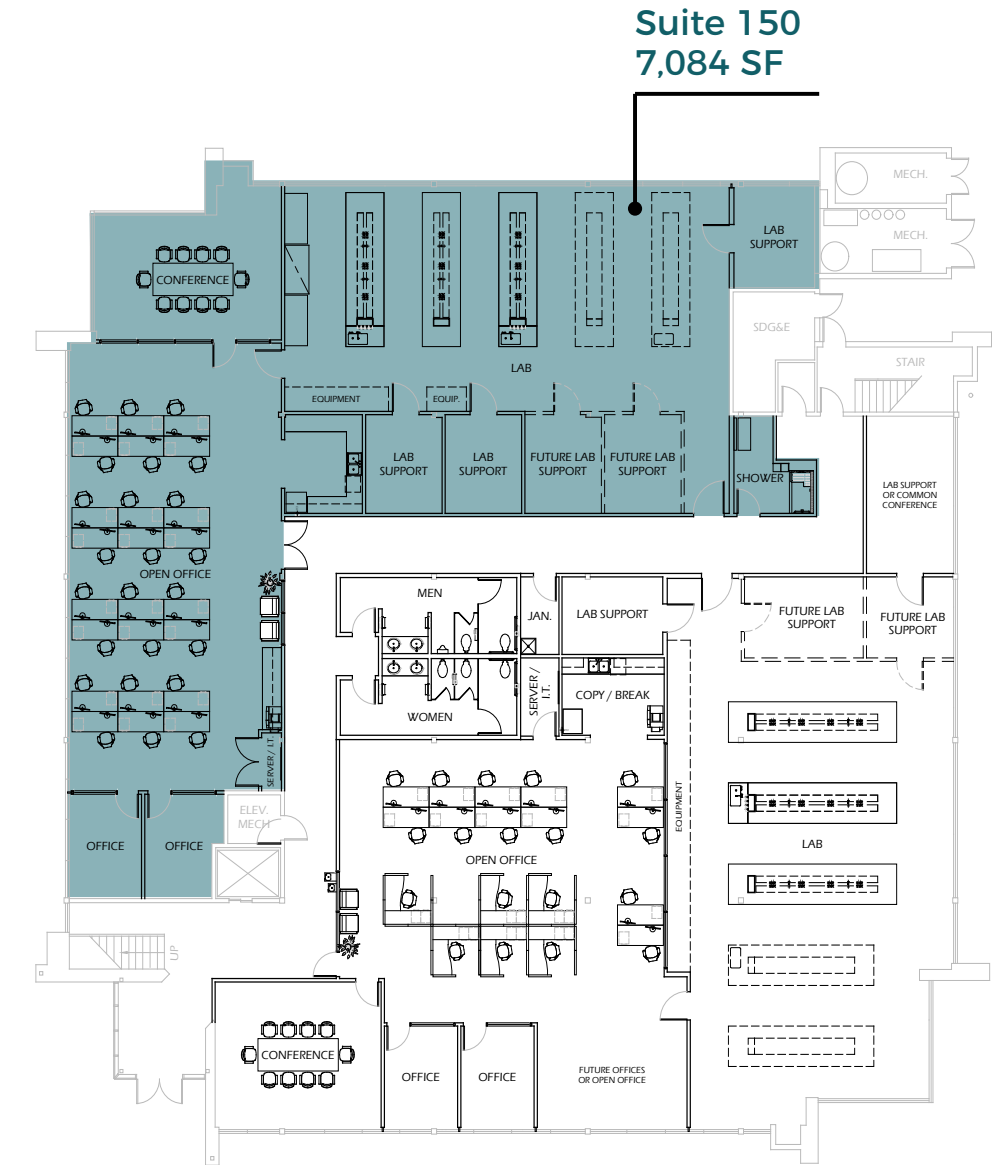 Suite 150
7,084 SF
MECH.
LAB
SUPPORT
MECH.
CONFERENCE
SDG&E
STAIR
LAB
EQUIPMENT
EQUIP.
LAB
SUPPORT
LAB
SUPPORT
FUTURE LAB
SUPPORT
FUTURE LAB
SUPPORT
SHOWER
LAB SUPPORT
OR COMMON
CONFERENCE
OPEN OFFICE
MEN
JAN.
LAB SUPPORT
FUTURE LAB
SUPPORT
FUTURE LAB
SUPPORT
WOMEN
SERVER /
I.T.
COPY / BREAK
SERVER / I.T.
EQUIPMENT
ELEV.
MECH
OFFICE
OFFICE
OPEN OFFICE
LAB
UP
CONFERENCE
OFFICE
OFFICE
FUTURE OFFICES
OR OPEN OFFICE